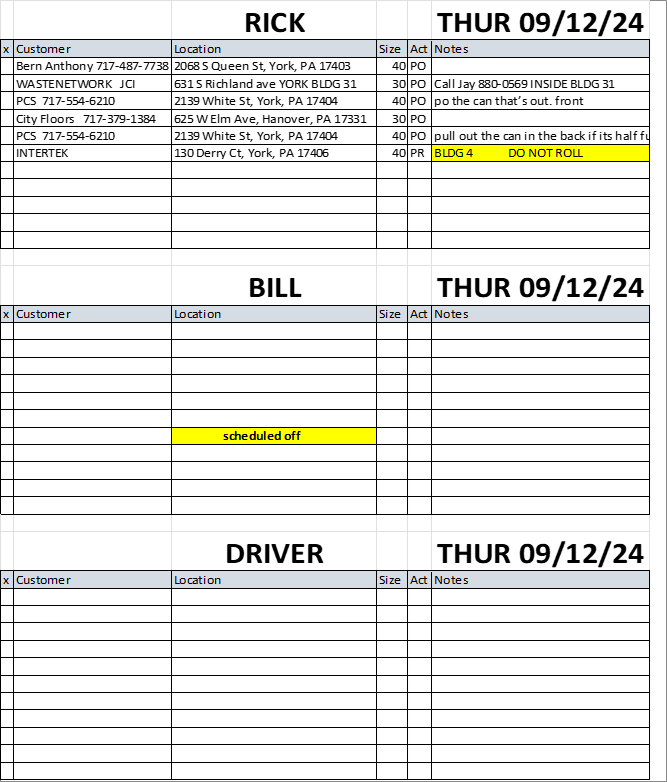 RICK THUR 09/12/24
x Customer Location Size Act Notes
Bern Anthony 717-487-7738 2068 S Queen St, York, PA 17403 40 PO
WASTENETWORK JCI 631 S Richland ave YORK BLDG 31 30 PO Call Jay 880-0569 INSIDE BLDG 31
PCS 717-554-6210 2139 White St, York, PA 17404 40 PO po the can that's out. front
City Floors 717-379-1384 625 W Elm Ave, Hanover, PA 17331 30 PO
PCS 717-554-6210 2139 White St, York, PA 17404 40 PO pull out the can in the back if its half fu
INTERTEK 130 Derry Ct, York, PA 17406 40 PR BLDG 4 DO NOT ROLL
BILL THUR 09/12/24
x Customer Location Size Act Notes
scheduled off
DRIVER THUR 09/12/24
x Customer Location Size Act Notes